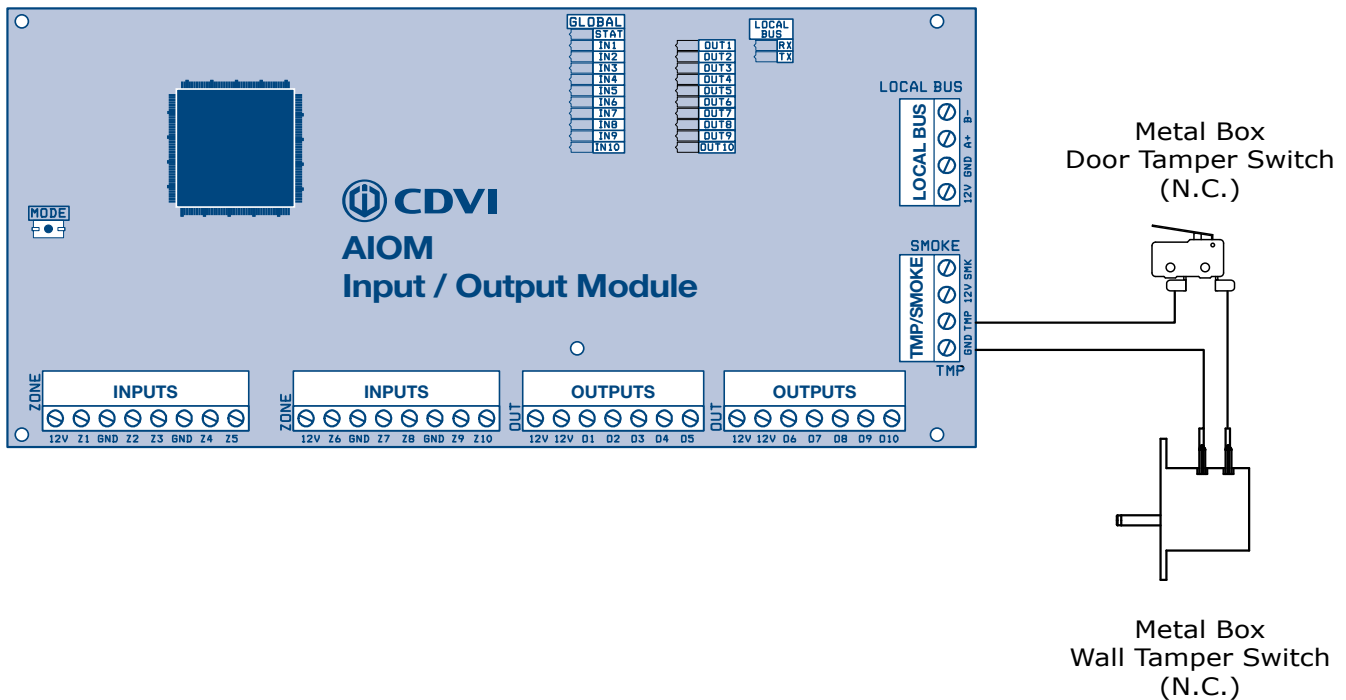 GLOBAL
STAT
IN1
IN2
IN3
IN4
IN5
IN6
IN7
IN8
IN9
IN10
OUT1
OUT2
OUT3
OUT4
OUT5
OUT6
OUT7
OUT8
OUT9
OUT10
LOCAL
BUS
RX
TX
LOCAL BUS
LOCAL BUS
12V GND A+ B-
MODE
CDVI
AIOM
Input / Output Module
SMOKE
TMP/SMOKE
GND TMP 12V SMK
TMP
ZONE
INPUTS
12V Z1 GND Z2 Z3 GND Z4 Z5
ZONE
INPUTS
12V Z6 GND Z7 Z8 GND Z9 Z10
OUT
OUTPUTS
12V 12V O1 O2 O3 O4 O5
OUT
OUTPUTS
12V 12V O6 O7 O8 O9 O10
Metal Box
Door Tamper Switch
(N.C.)
Metal Box
Wall Tamper Switch
(N.C.)